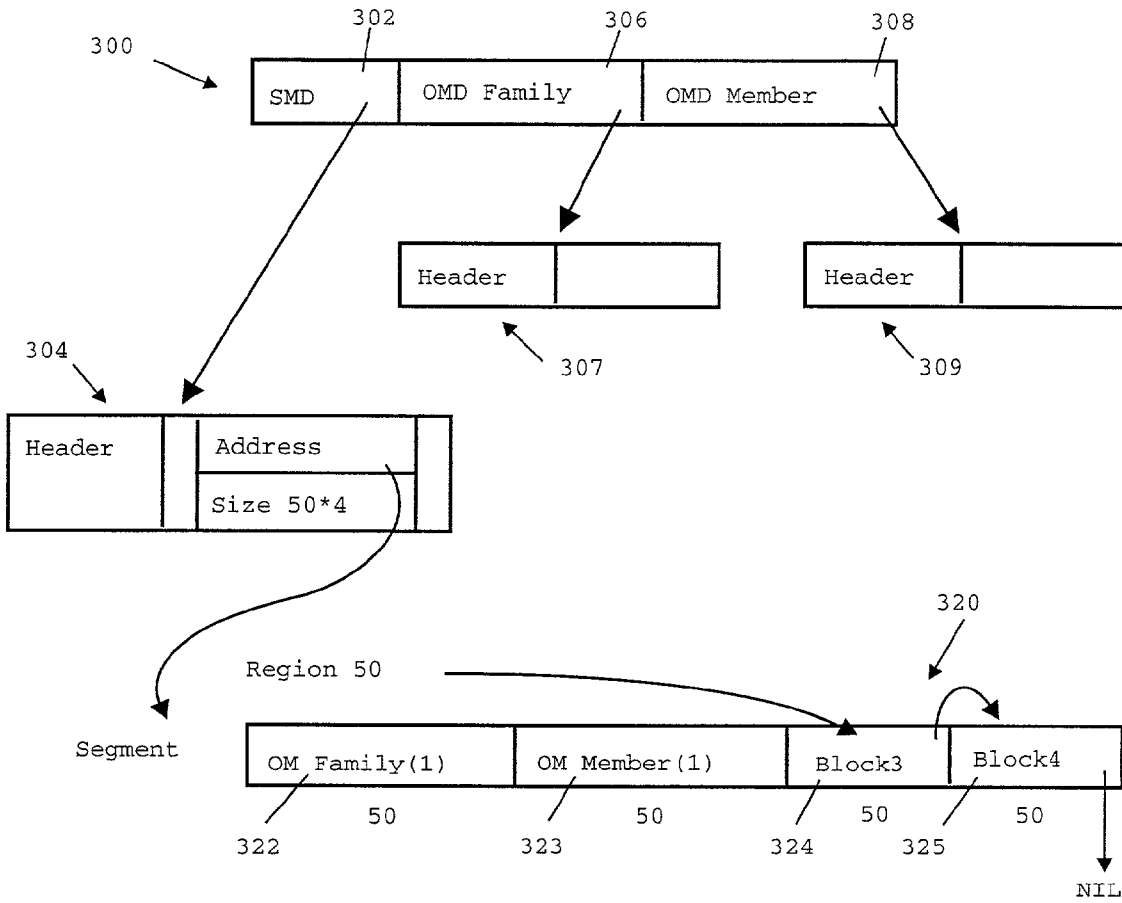 302
306
308
300
SMD
OMD Family
OMD Member
Header
Header
304
307
309
Header
Address
Size 50*4
320
Region 50
Segment
OM Family(1)
OM Member(1)
Block3
Block4
50
50
50
50
322
323
324
325
NIL